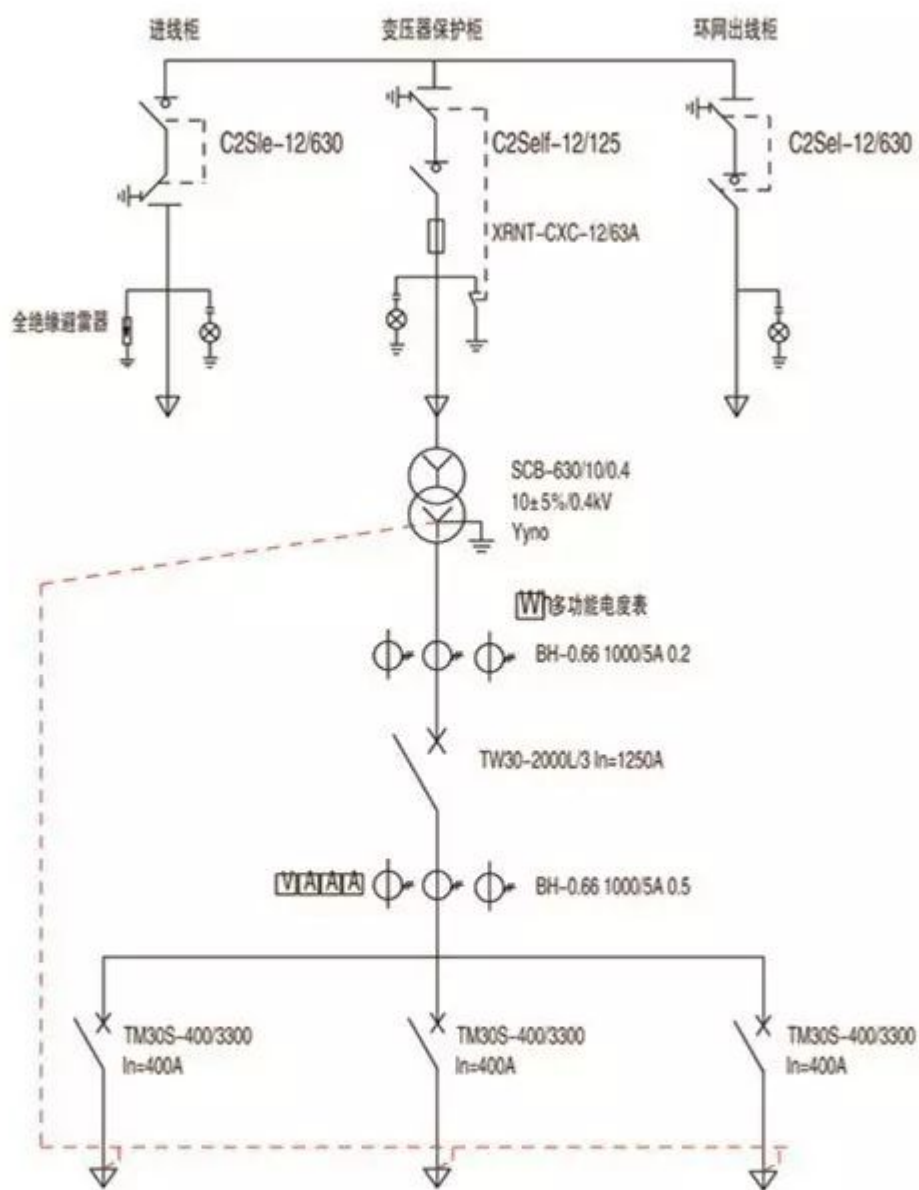 进线柜
变压器保护柜
环网出线柜
C2Sle-12/630
C2Self-12/125
C2Sel-12/630
XRNT-CXC-12/63A
全绝缘避雷器
SCB-630/10/0.4
10±5%/0.4kV
Yyno
W 多功能电度表
BH-0.66 1000/5A 0.2
TW30-2000L/3 In=1250A
V A A A
BH-0.66 1000/5A 0.5
TM30S-400/3300
In=400A
TM30S-400/3300
In=400A
TM30S-400/3300
In=400A